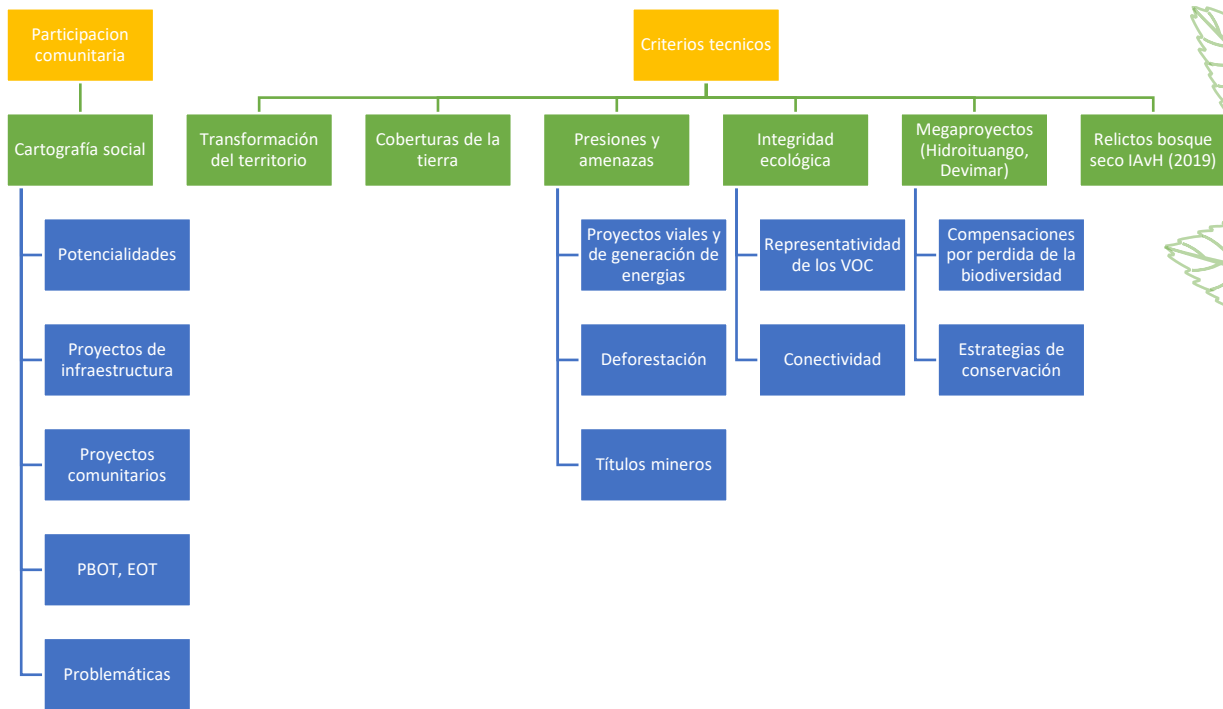 Participacion
comunitaria
Criterios tecnicos
Cartografía social
Transformación
del territorio
Coberturas de la
tierra
Presiones y
amenazas
Integridad
ecológica
Megaproyectos
(Hidroituango,
Devimar)
Relictos bosque
seco IAvH (2019)
Potencialidades
Proyectos de
infraestructura
Proyectos
comunitarios
PBOT, EOT
Problemáticas
Proyectos viales y
de generación de
energias
Deforestación
Títulos mineros
Representatividad
de los VOC
Conectividad
Compensaciones
por perdida de la
biodiversidad
Estrategias de
conservación